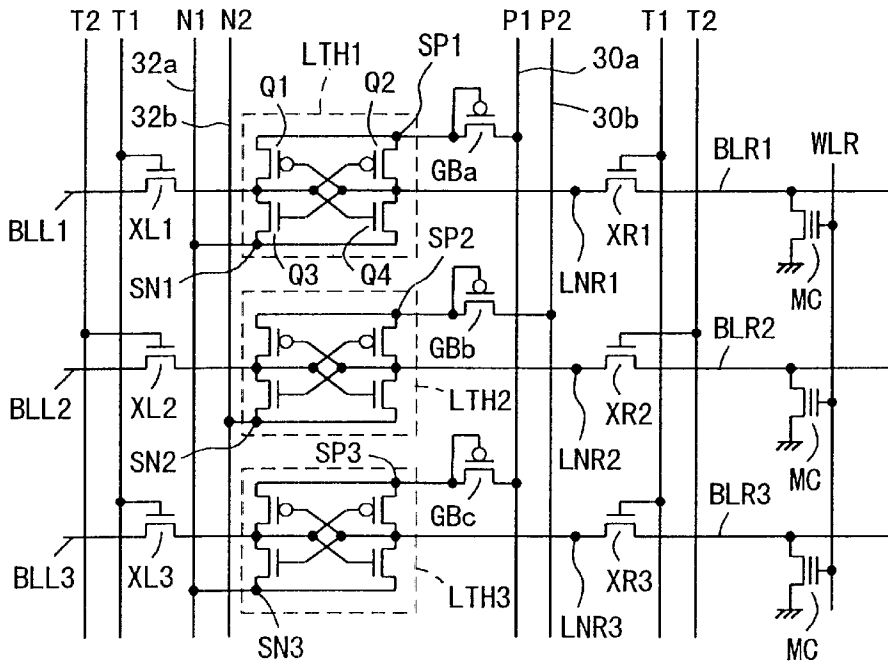 T2 T1 N1 N2 P1 P2 T1 T2
32a LTH1 SP1 30a
Q1 Q2
32b 30b
GBa BLR1 WLR
BLL1 XL1 XR1
SN1 Q3 Q4 SP2 LNR1 MC
GBb BLR2
BLL2 XL2 LTH2 XR2
SN2 SP3 LNR2 MC
GBc BLR3
BLL3 XL3 XR3
LTH3
SN3 LNR3 MC